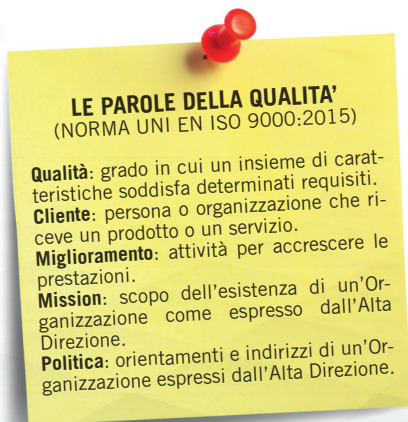 LE PAROLE DELLA QUALITA’
(NORMA UNI EN ISO 9000:2015)
Qualità: grado in cui un insieme di carat-
teristiche soddisfa determinati requisiti.
Cliente: persona o organizzazione che ri-
ceve un prodotto o un servizio.
Miglioramento: attività per accrescere le
prestazioni.
Mission: scopo dell’esistenza di un’Or-
ganizzazione come espresso dall’Alta
Direzione.
Politica: orientamenti e indirizzi di un’Or-
ganizzazione espressi dall’Alta Direzione.